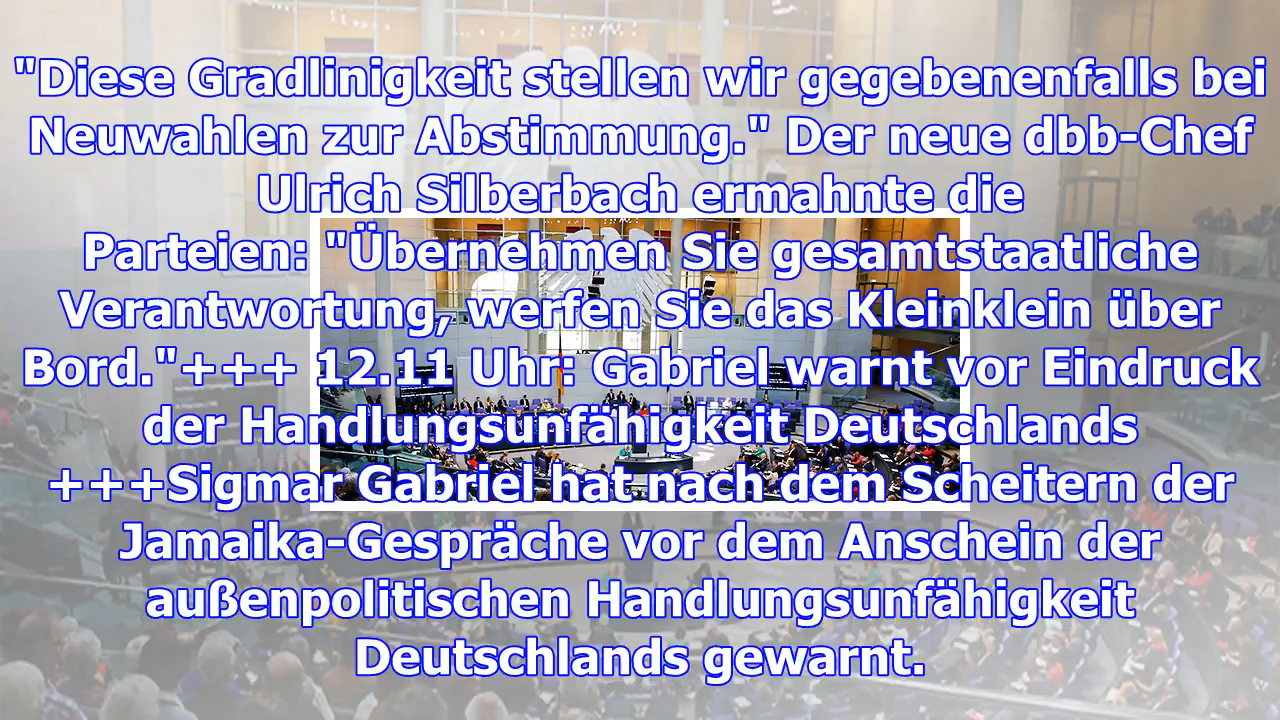 "Diese Gradlinigkeit stellen wir gegebenenfalls bei
Neuwahlen zur Abstimmung." Der neue dbb-Chef
Ulrich Silberbach ermahnte die
Parteien: "Übernehmen Sie gesamtstaatliche
Verantwortung, werfen Sie das Kleinklein über
Bord."+++ 12.11 Uhr: Gabriel warnt vor Eindruck
der Handlungsunfähigkeit Deutschlands
+++Sigmar Gabriel hat nach dem Scheitern der
Jamaika-Gespräche vor dem Anschein der
außenpolitischen Handlungsunfähigkeit
Deutschlands gewarnt.